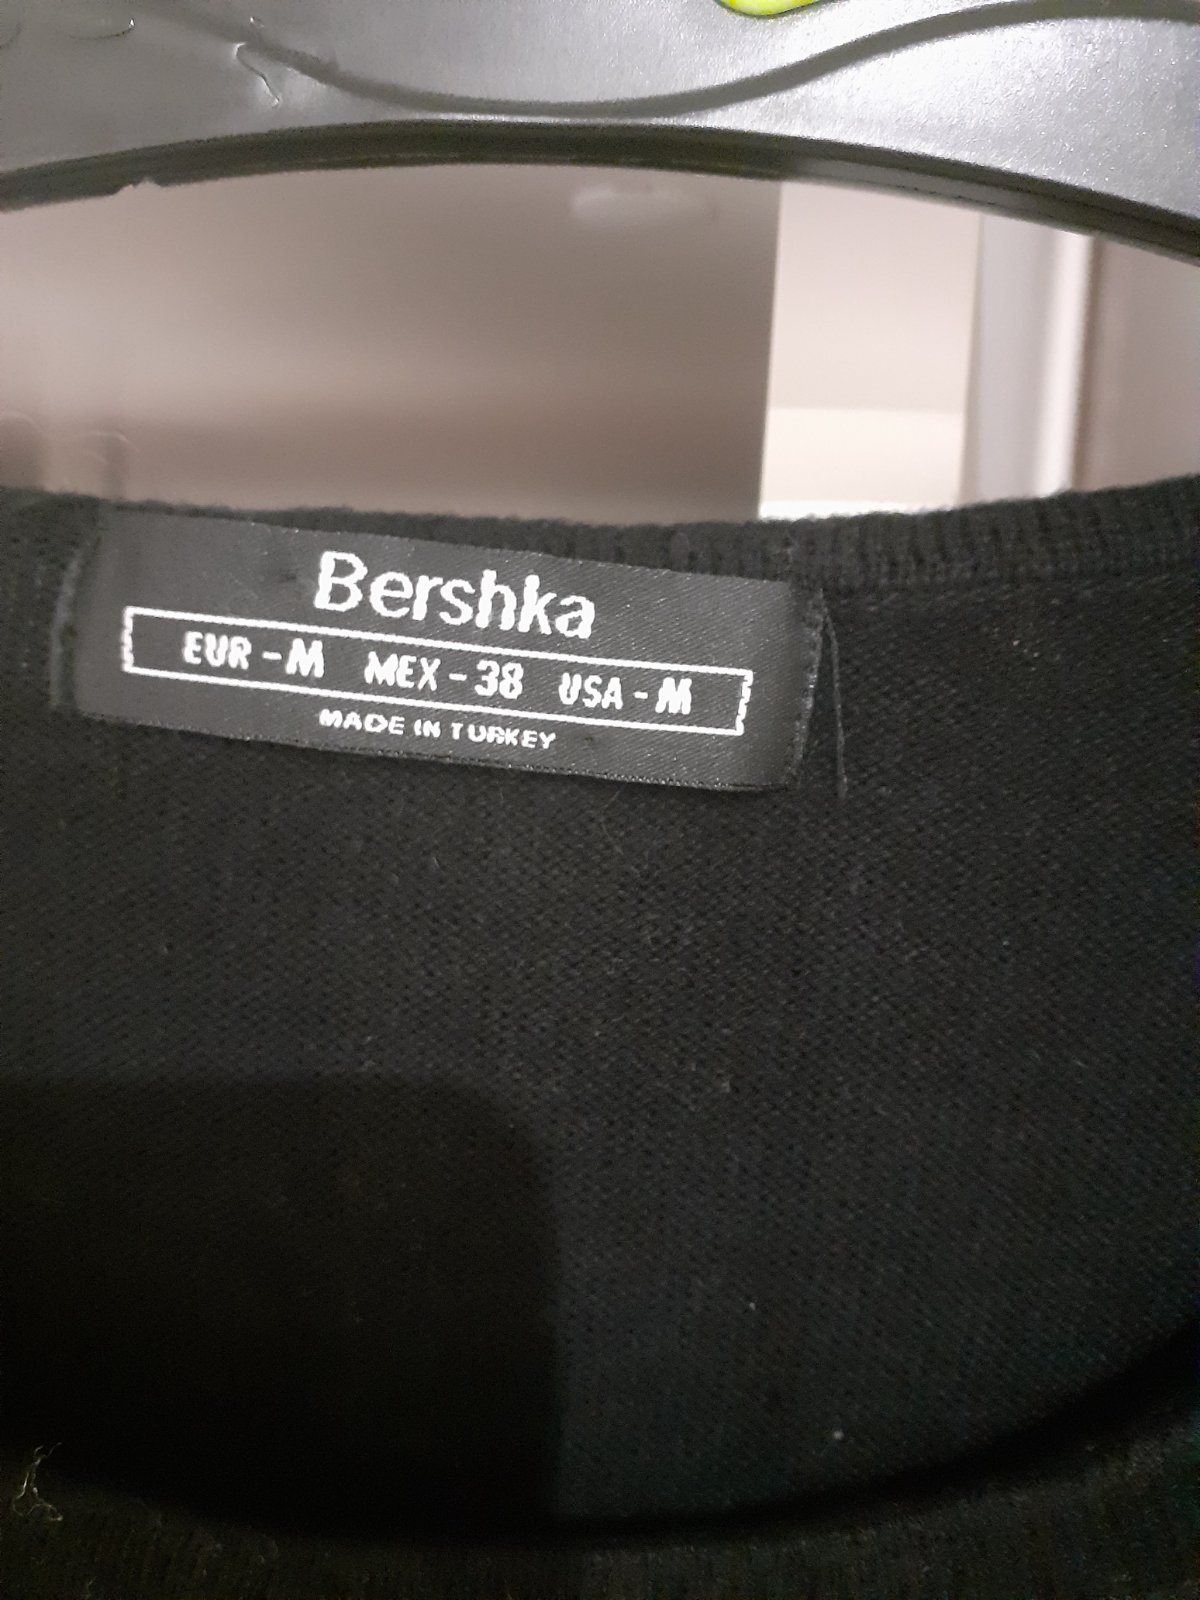 Bershka
EUR - M MEX - 38 USA - M
MADE IN TURKEY